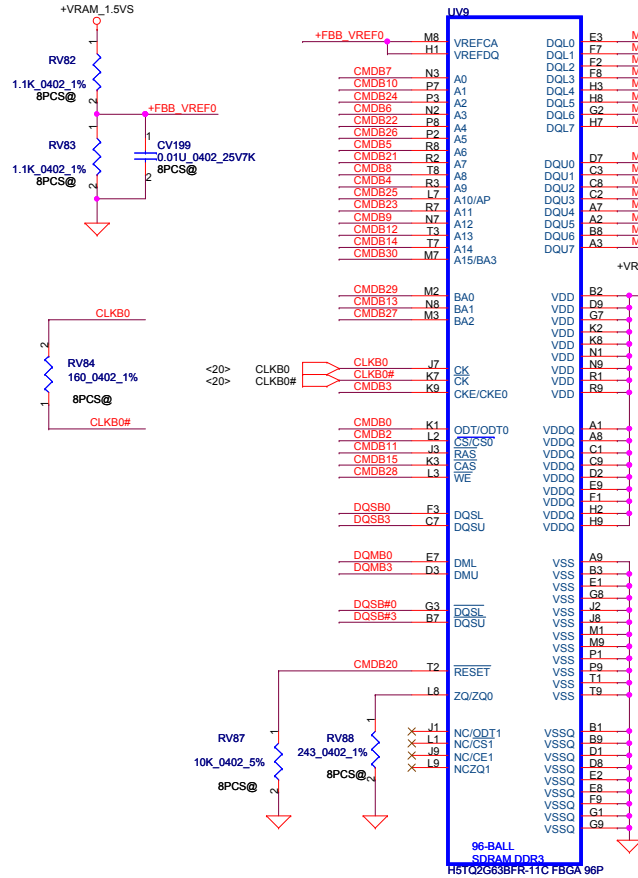 +VRAM_1.5VS
1
RV82
1.1K_0402_1%
8PCS@
2
+FBB_VREF0
1
RV83
1.1K_0402_1%
8PCS@
2
1
CV199
0.01U_0402_25V7K
8PCS@
2
CLKB0
2
RV84
160_0402_1%
1
8PCS@
CLKB0#
<20> CLKB0
<20> CLKB0#
UV9
+FBB_VREF0 M8 VREFCA
H1 VREFDQ
CMDB7 N3 A0
CMDB10 P7 A1
CMDB24 P3 A2
CMDB6 N2 A3
CMDB22 P8 A4
CMDB26 P2 A5
CMDB5 R8 A6
CMDB21 R2 A7
CMDB8 T8 A8
CMDB4 R3 A9
CMDB25 L7 A10/AP
CMDB23 R7 A11
CMDB9 N7 A12
CMDB12 T3 A13
CMDB14 T7 A14
CMDB30 M7 A15/BA3
CMDB29 M2 BA0
CMDB13 N8 BA1
CMDB27 M3 BA2
CLKB0 J7 CK
CLKB0# K7 CK
CMDB3 K9 CKE/CKE0
CMDB0 K1 ODT/ODT0
CMDB2 L2 CS/CS0
CMDB11 J3 RAS
CMDB15 K3 CAS
CMDB28 L3 WE
DQSB0 F3 DQSL
DQSB3 C7 DQSU
DQMB0 E7 DML
DQMB3 D3 DMU
DQSB#0 G3 DQSL
DQSB#3 B7 DQSU
CMDB20 T2 RESET
L8 ZQ/ZQ0
1
RV87
10K_0402_5%
8PCS@
2
1
RV88
243_0402_1%
8PCS@
2
J1 NC/ODT1
L1 NC/CS1
J9 NC/CE1
L9 NCZQ1
DQL0 E3 M
DQL1 F7 M
DQL2 F2 M
DQL3 F8 M
DQL4 H3 M
DQL5 H8 M
DQL6 G2 M
DQL7 H7 M
DQU0 D7 M
DQU1 C3 M
DQU2 C8 M
DQU3 C2 M
DQU4 A7 M
DQU5 A2 M
DQU6 B8 M
DQU7 A3 M
+VR
VDD B2
VDD D9
VDD G7
VDD K2
VDD K8
VDD N1
VDD N9
VDD R1
VDD R9
VDDQ A1
VDDQ A8
VDDQ C1
VDDQ C9
VDDQ D2
VDDQ E9
VDDQ F1
VDDQ H2
VDDQ H9
VSS A9
VSS B3
VSS E1
VSS G8
VSS J2
VSS J8
VSS M1
VSS M9
VSS P1
VSS P9
VSS T1
VSS T9
VSSQ B1
VSSQ B9
VSSQ D1
VSSQ D8
VSSQ E2
VSSQ E8
VSSQ F9
VSSQ G1
VSSQ G9
96-BALL
SDRAM DDR3
H5TQ2G63BFR-11C FBGA 96P